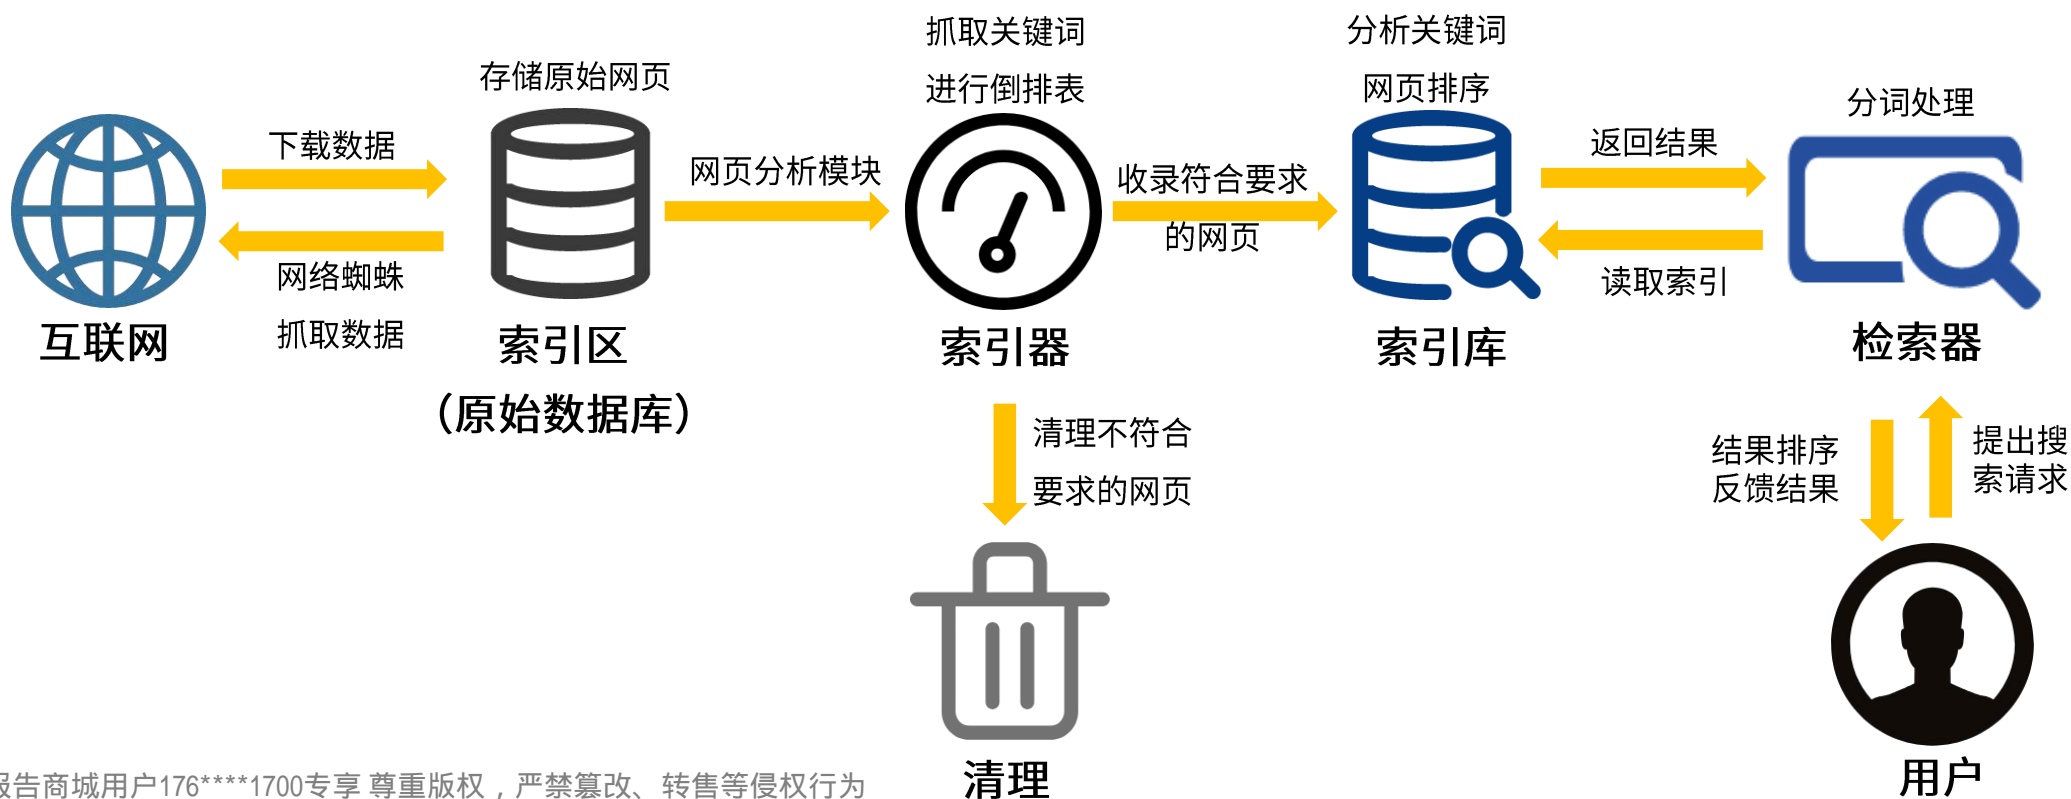 存储原始网页
抓取关键词
进行倒排表
分析关键词
网页排序
分词处理
下载数据
网页分析模块
收录符合要求
的网页
返回结果
读取索引
网络蜘蛛
抓取数据
互联网
索引区
（原始数据库）
索引器
索引库
检索器
清理不符合
要求的网页
结果排序
反馈结果
提出搜
索请求
清理
用户
报告商城用户176****1700专享 尊重版权，严禁篡改、转售等侵权行为